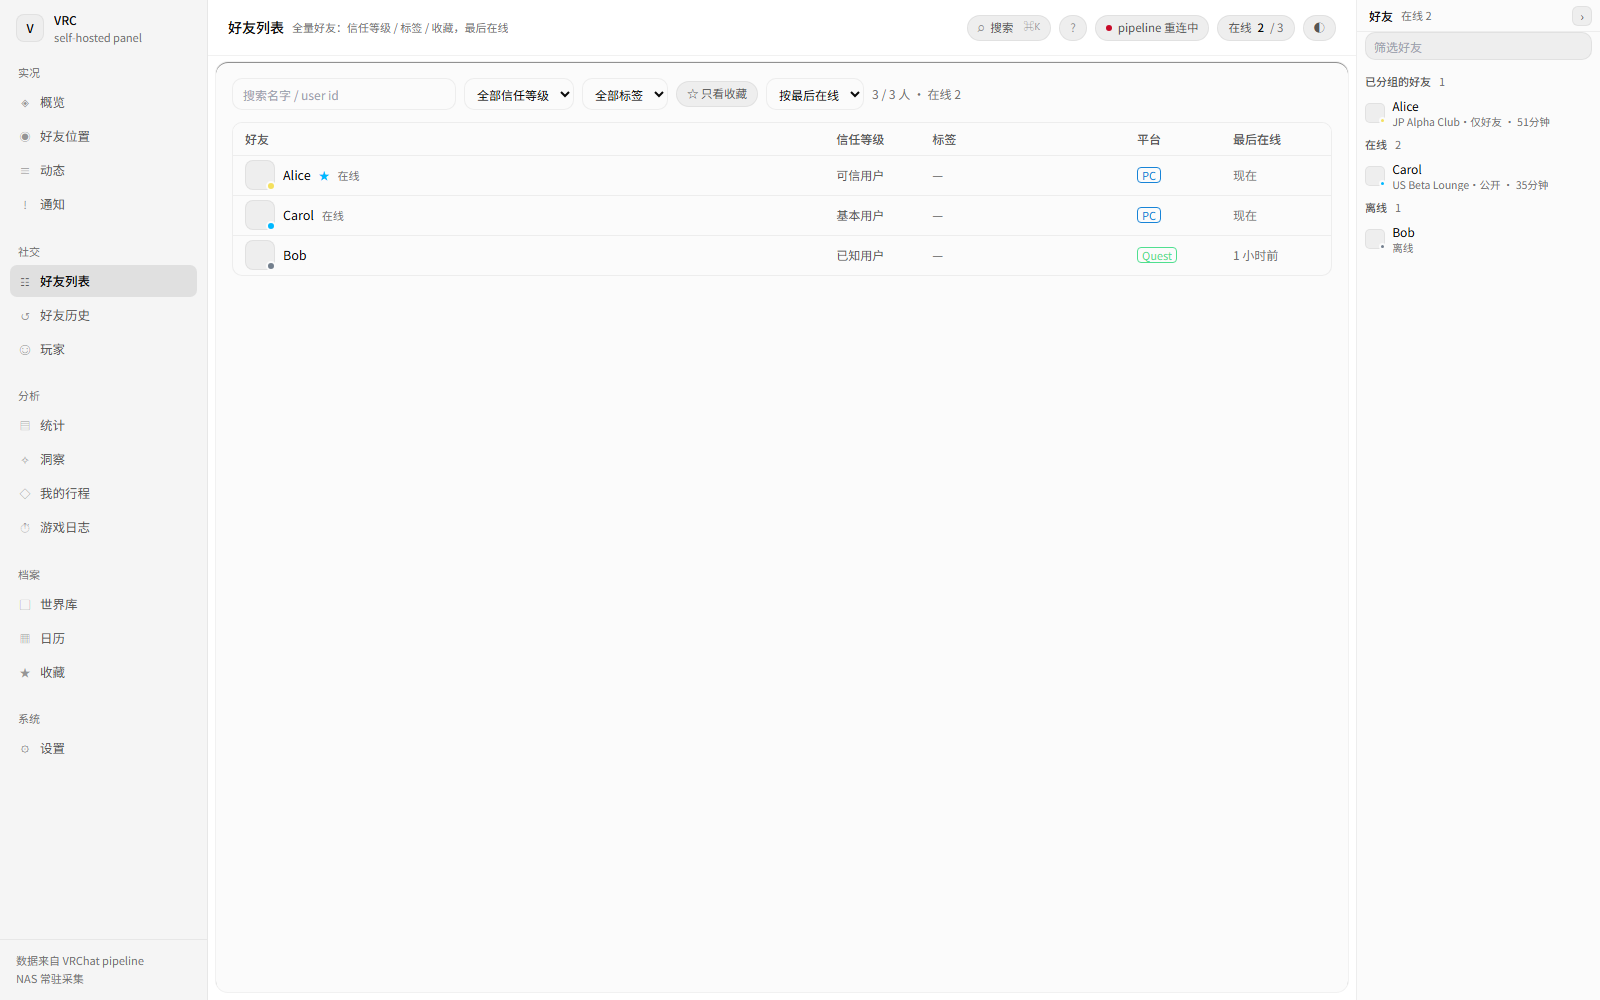 V
VRC
self-hosted panel
实况
概览
好友位置
动态
通知
社交
好友列表
好友历史
玩家
分析
统计
洞察
我的行程
游戏日志
档案
世界库
日历
收藏
系统
设置
数据来自 VRChat pipeline
NAS 常驻采集
好友列表 全量好友：信任等级 / 标签 / 收藏，最后在线
搜索 ⌘K
?
pipeline 重连中
在线 2 / 3
搜索名字 / user id
全部信任等级
全部标签
☆ 只看收藏
按最后在线
3 / 3 人 · 在线 2
好友 信任等级 标签 平台 最后在线
Alice ★ 在线 可信用户 — PC 现在
Carol 在线 基本用户 — PC 现在
Bob 已知用户 — Quest 1 小时前
好友 在线 2
›
筛选好友
已分组的好友 1
Alice
JP Alpha Club · 仅好友 · 51分钟
在线 2
Carol
US Beta Lounge · 公开 · 35分钟
离线 1
Bob
离线